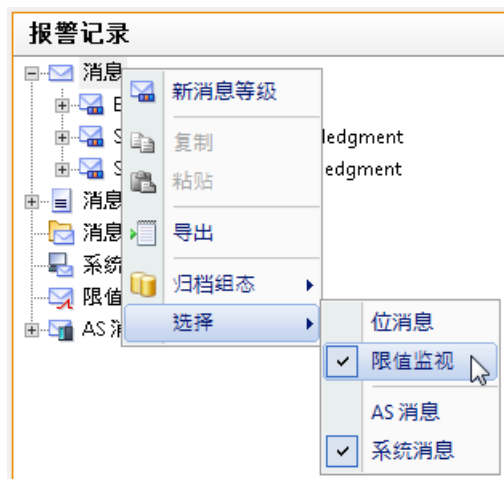 报警记录
消息
新消息等级
E
S
ledgment
复制
S
edgment
粘贴
消息
消息
导出
系统
归档组态
限值
选择
AS 消
位消息
限值监视
AS 消息
系统消息